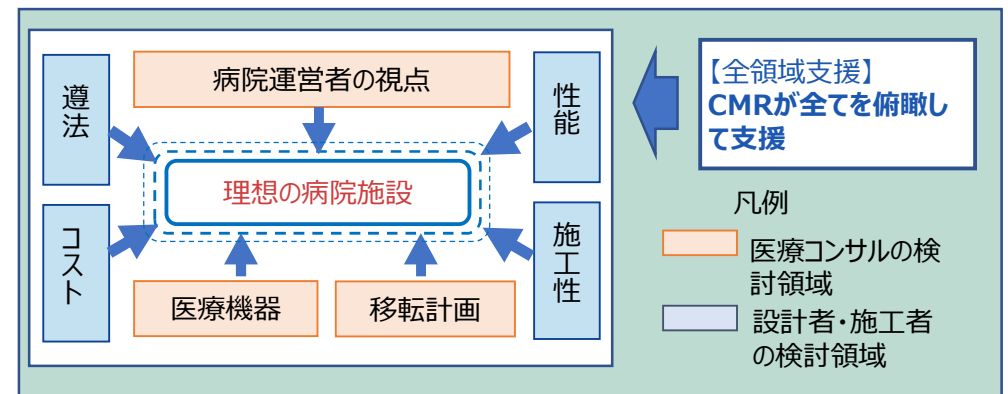 遵法
病院運営者の視点
性能
理想の病院施設
コスト
医療機器
移転計画
施工性
【全領域支援】
CMRが全てを俯瞰し
て支援
凡例
医療コンサルの検
討領域
設計者・施工者
の検討領域